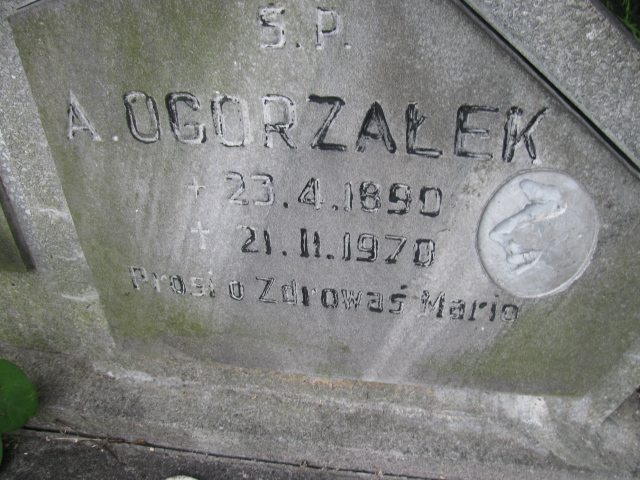 S.P.
A. OGORZAŁEK
+ 23.4.1890
+ 21.11.1970
Prosi o Zdrowaś Mario